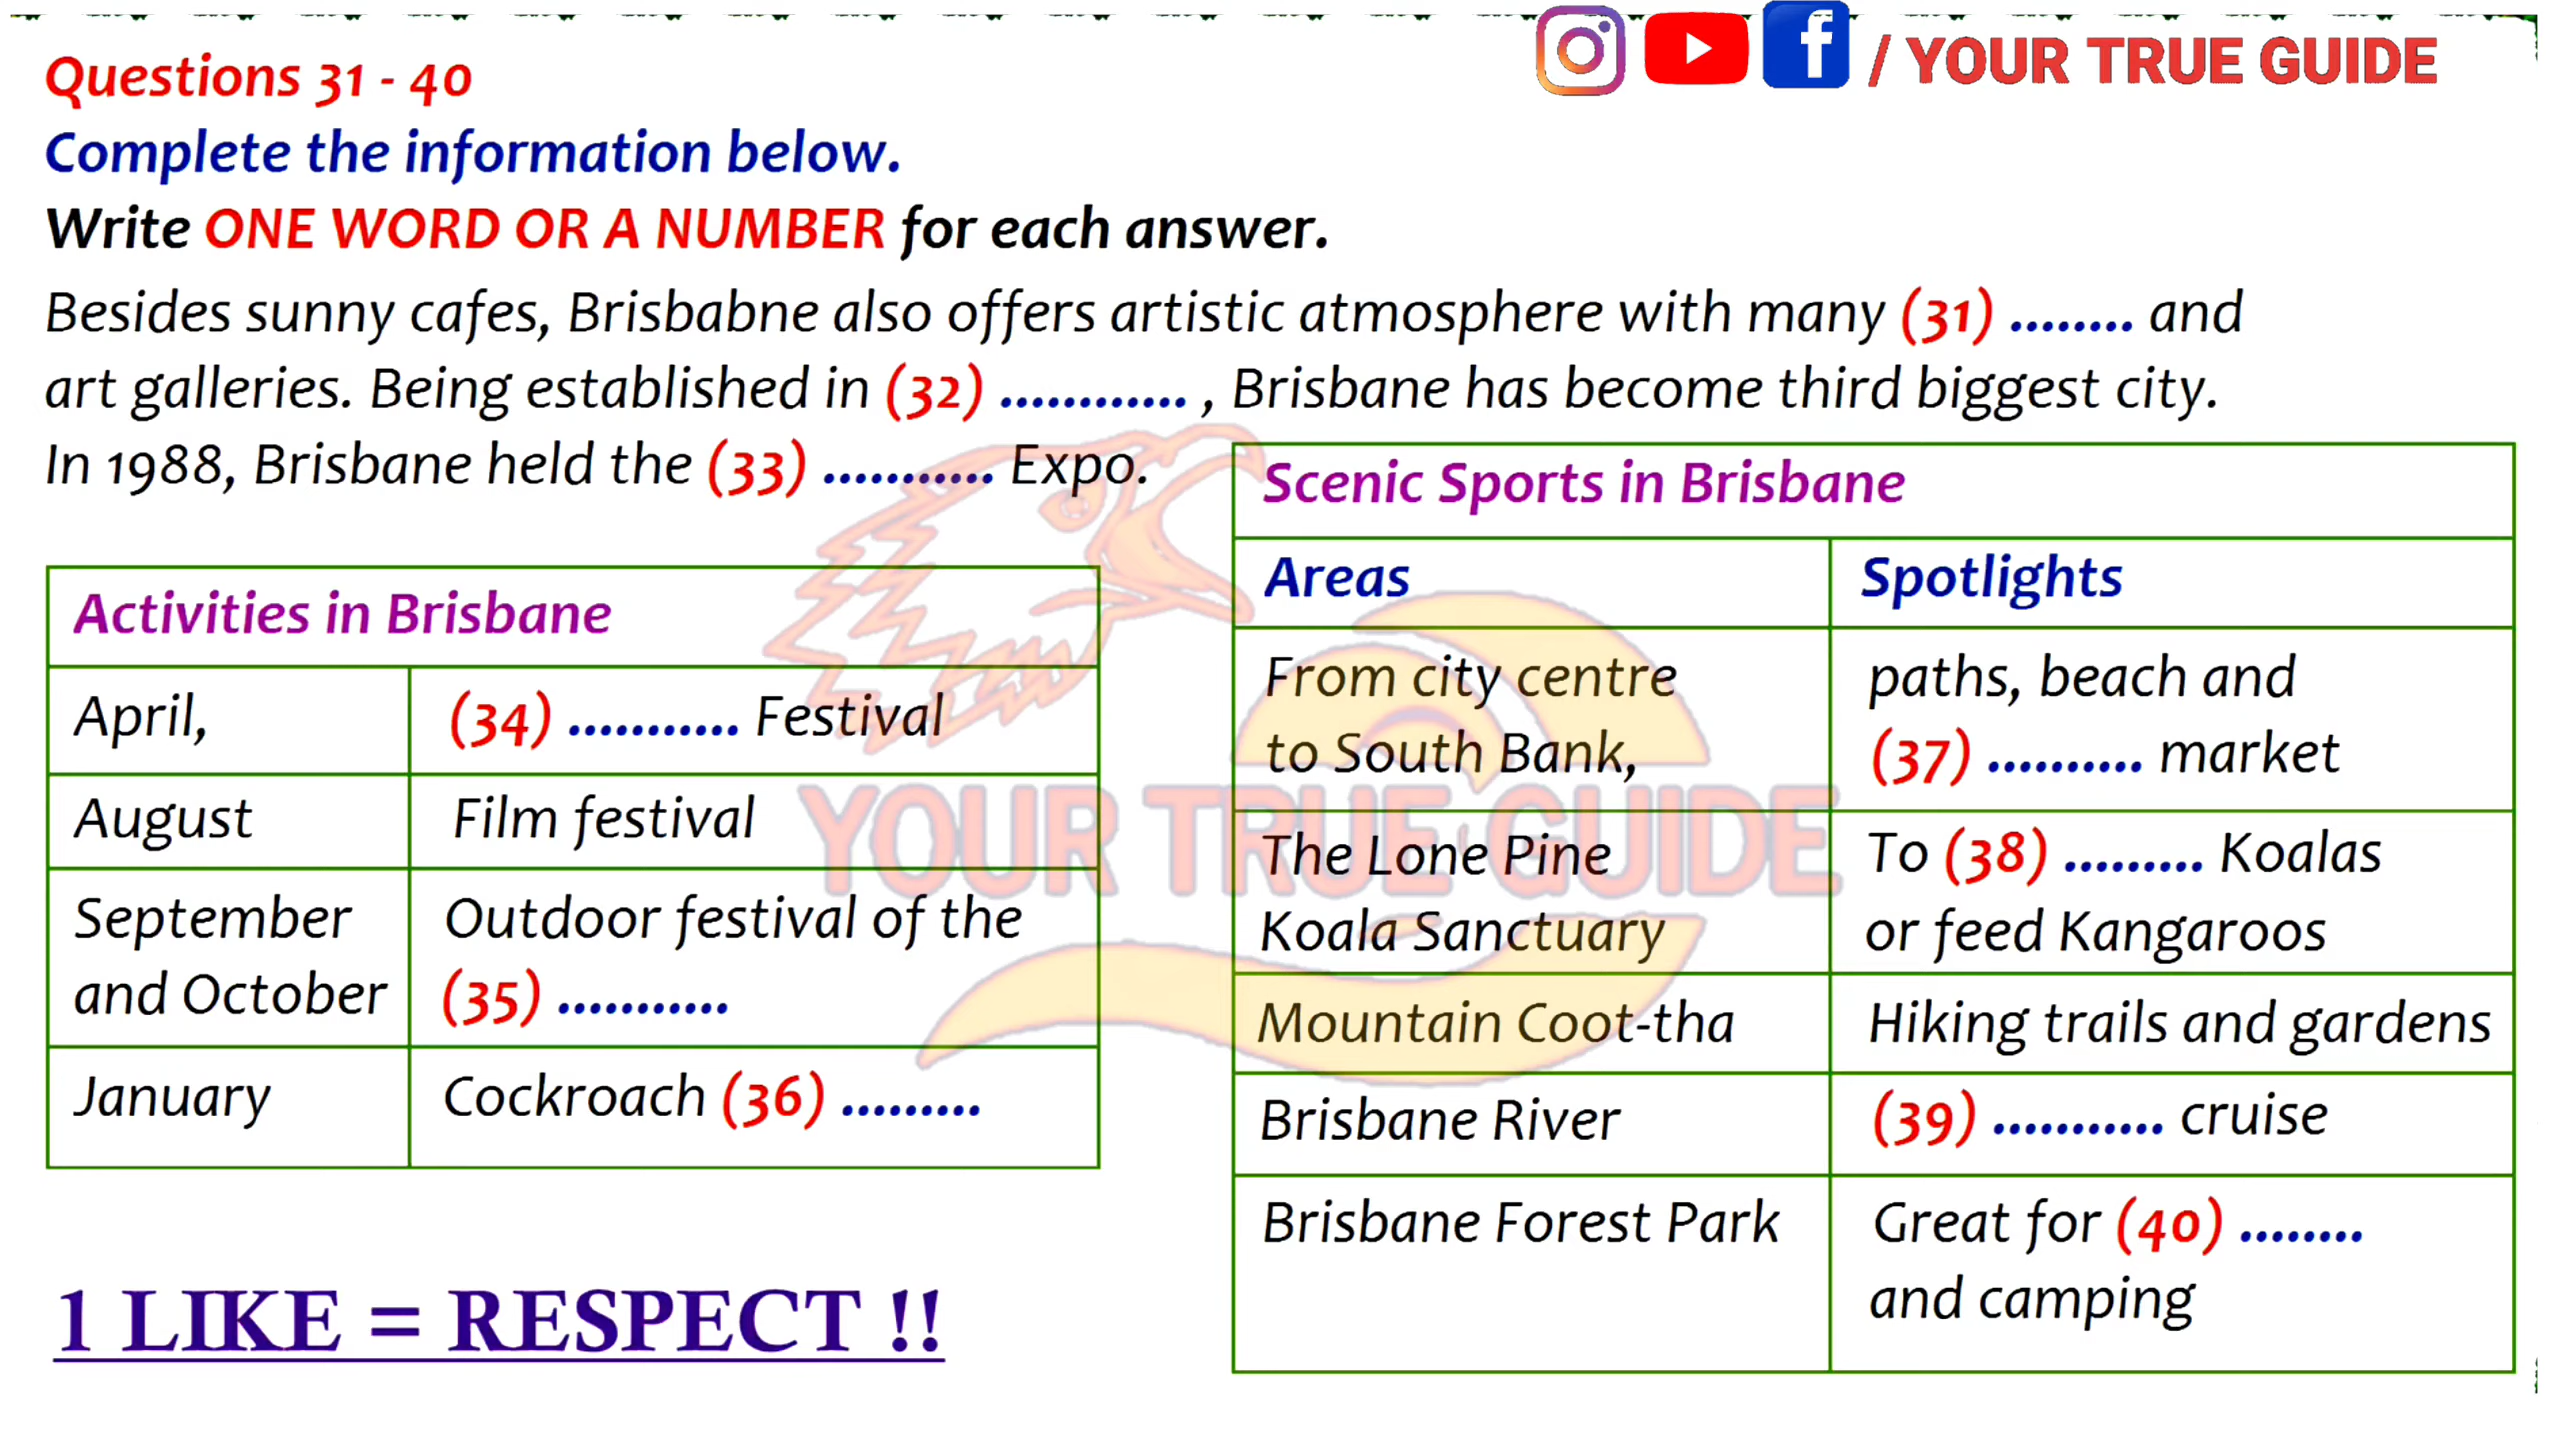 / YOUR TRUE GUIDE
Questions 31 - 40
Complete the information below.
Write ONE WORD OR A NUMBER for each answer.
Besides sunny cafes, Brisbabne also offers artistic atmosphere with many (31) ........ and
art galleries. Being established in (32) ............ , Brisbane has become third biggest city.
In 1988, Brisbane held the (33) ........... Expo.
Activities in Brisbane
April,
(34) ........... Festival
August
Film festival
September
and October
Outdoor festival of the
(35) ...........
January
Cockroach (36) .........
1 LIKE = RESPECT !!
Scenic Sports in Brisbane
Areas
Spotlights
From city centre
to South Bank,
paths, beach and
(37) .......... market
The Lone Pine
Koala Sanctuary
To (38) ......... Koalas
or feed Kangaroos
Mountain Coot-tha
Hiking trails and gardens
Brisbane River
(39) ........... cruise
Brisbane Forest Park
Great for (40) ........
and camping
YOUR TRUE GUIDE